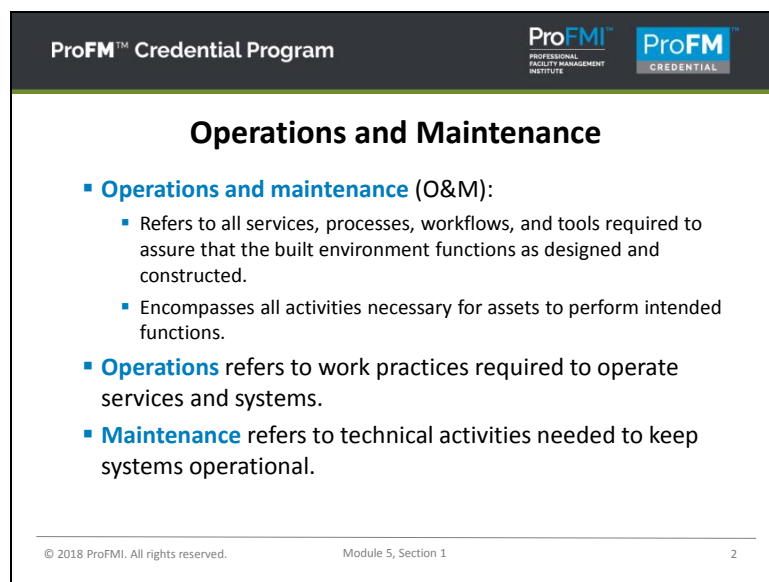 ProFM™ Credential Program
ProFMI™
PROFESSIONAL
FACILITY MANAGEMENT
INSTITUTE
ProFM™
CREDENTIAL
Operations and Maintenance
▪ Operations and maintenance (O&M):
▪ Refers to all services, processes, workflows, and tools required to
assure that the built environment functions as designed and
constructed.
▪ Encompasses all activities necessary for assets to perform intended
functions.
▪ Operations refers to work practices required to operate
services and systems.
▪ Maintenance refers to technical activities needed to keep
systems operational.
© 2018 ProFMI. All rights reserved.
Module 5, Section 1
2